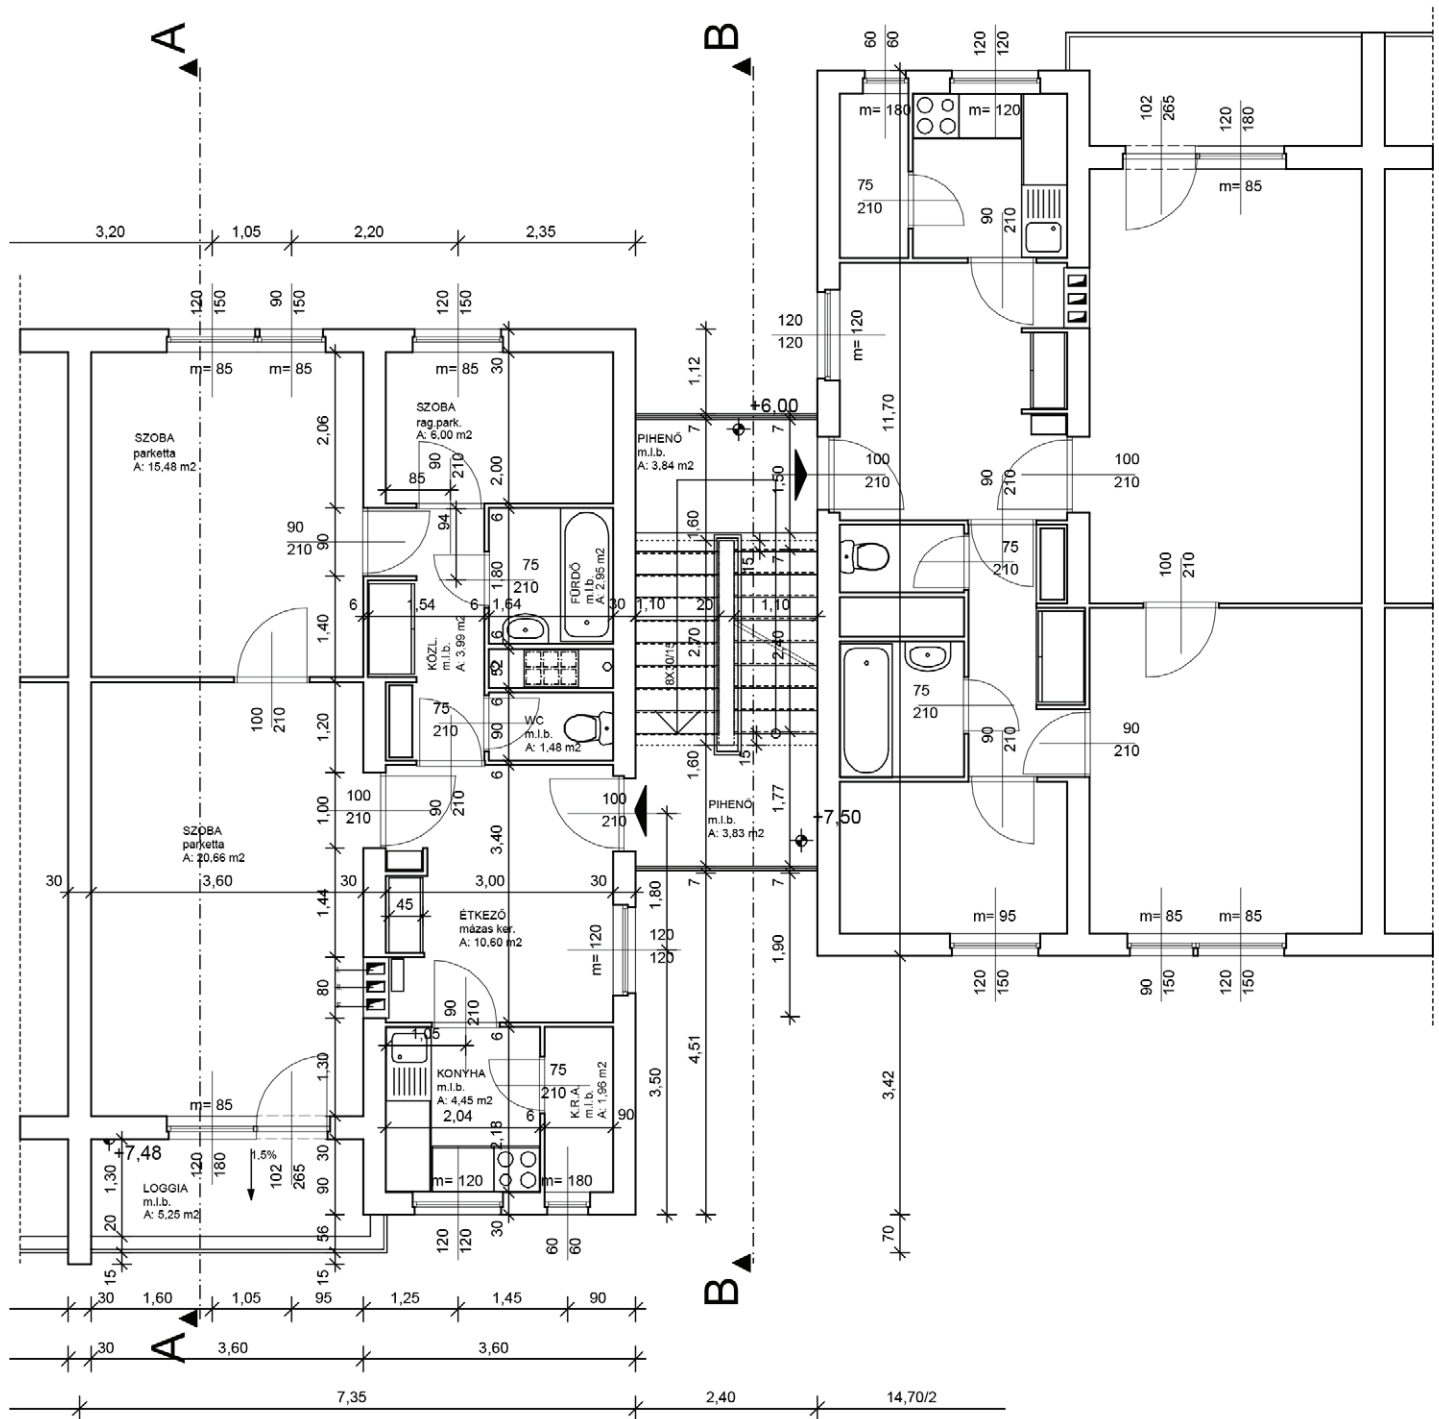 A
B
60
60
120
120
102
265
120
180
m= 180
m= 120
m= 85
75
210
90
210
3,20
1,05
2,20
2,35
120
150
90
150
120
150
120
120
m= 120
m= 85
m= 85
m= 85
30
1,12
+6,00
7
7
11,70
SZOBA
parketta
A: 15,48 m2
2,06
SZOBA
rag.park.
A: 6,00 m2
90
210
85
2,00
PIHENŐ
m.l.b.
A: 3,84 m2
1,50
100
210
90
210
100
210
90
210
90
94
6
1,60
7
15
75
210
1,80
FÜRDŐ
m.l.b.
A: 2,95 m2
75
210
100
210
6
1,54
6
1,64
30
1,10
20
1,10
1,40
KÖZL.
m.l.b.
A: 3,99 m2
6
52
8X30/15
2,70
2,40
100
210
1,20
75
210
6
90
WC
m.l.b.
A: 1,48 m2
75
210
90
210
90
210
6
1,60
15
100
210
1,00
90
210
3,40
100
210
PIHENŐ
m.l.b.
A: 3,83 m2
1,77
+7,50
SZOBA
parketta
A: 20,66 m2
30
3,60
30
3,00
30
1,44
45
7
7
1,80
ÉTKEZŐ
mázas ker.
A: 10,60 m2
m= 120
120
120
1,90
m= 95
m= 85
m= 85
120
150
90
150
120
150
80
90
210
1,05
6
4,51
3,50
3,42
1,30
KONYHA
m.l.b.
A: 4,45 m2
75
210
K.R.A.
m.l.b.
A: 1,96 m2
2,04
6
90
2,18
m= 85
+7,48
1,5%
120
180
102
265
30
1,30
LOGGIA
m.l.b.
A: 5,25 m2
90
m= 120
m= 180
20
56
30
120
120
60
60
70
15
15
30
1,60
1,05
95
1,25
1,45
90
A
B
30
3,60
3,60
7,35
2,40
14,70/2